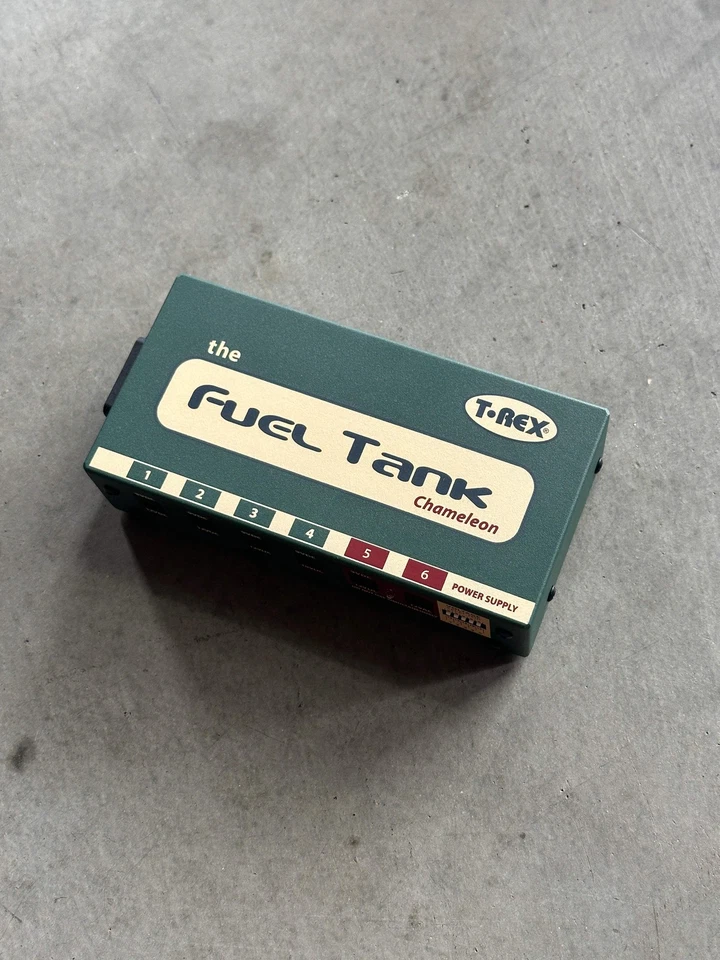 the
T·REX®
Fuel Tank
Chameleon
1 2 3 4 5 6 POWER SUPPLY